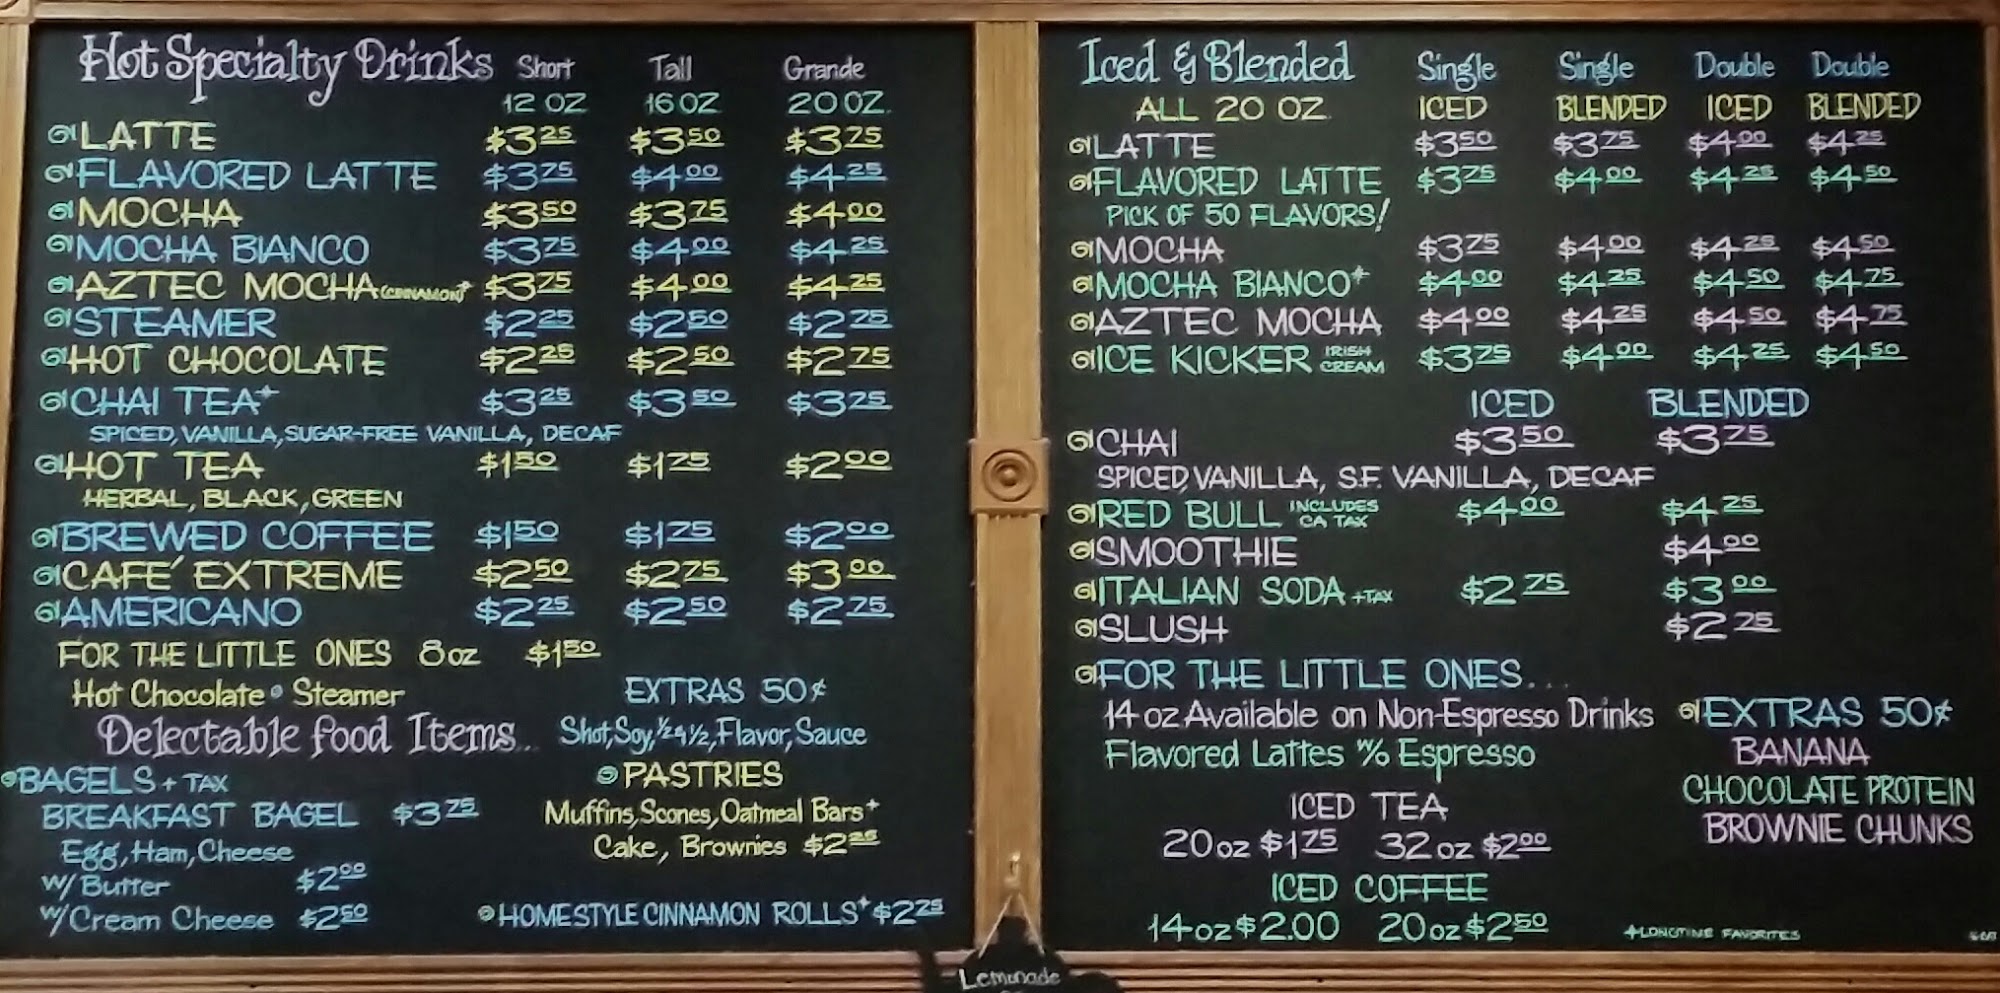 Hot Specialty Drinks Short Tall Grande
12 OZ 16 OZ 20 OZ.
LATTE $3.25 $3.50 $3.75
FLAVORED LATTE $3.75 $4.00 $4.25
MOCHA $3.50 $3.75 $4.00
MOCHA BIANCO $3.75 $4.00 $4.25
AZTEC MOCHA (CINNAMON)+ $3.75 $4.00 $4.25
STEAMER $2.25 $2.50 $2.75
HOT CHOCOLATE $2.25 $2.50 $2.75
CHAI TEA+ $3.25 $3.50 $3.75
SPICED, VANILLA, SUGAR-FREE VANILLA, DECAF
HOT TEA $1.50 $1.75 $2.00
HERBAL, BLACK, GREEN
BREWED COFFEE $1.50 $1.75 $2.00
CAFE´ EXTREME $2.50 $2.75 $3.00
AMERICANO $2.25 $2.50 $2.75
FOR THE LITTLE ONES 8oz $1.50
Hot Chocolate • Steamer
EXTRAS 50¢
Shot, Soy, ½ & ½, Flavor, Sauce
Delectable food Items...
BAGELS + TAX
BREAKFAST BAGEL $3.75
Egg, Ham, Cheese
w/ Butter $2.00
w/ Cream Cheese $2.50
PASTRIES
Muffins, Scones, Oatmeal Bars+
Cake, Brownies $2.25
HOMESTYLE CINNAMON ROLLS+ $2.25
Iced & Blended Single Single Double Double
ALL 20 OZ. ICED BLENDED ICED BLENDED
LATTE $3.50 $3.75 $4.00 $4.25
FLAVORED LATTE $3.75 $4.00 $4.25 $4.50
PICK OF 50 FLAVORS!
MOCHA $3.75 $4.00 $4.25 $4.50
MOCHA BIANCO+ $4.00 $4.25 $4.50 $4.75
AZTEC MOCHA $4.00 $4.25 $4.50 $4.75
ICE KICKER IRISH CREAM $3.75 $4.00 $4.25 $4.50
ICED BLENDED
CHAI $3.50 $3.75
SPICED, VANILLA, S.F. VANILLA, DECAF
RED BULL INCLUDES CA TAX $4.00 $4.25
SMOOTHIE $4.00
ITALIAN SODA + TAX $2.75 $3.00
SLUSH $2.25
FOR THE LITTLE ONES...
14 oz Available on Non-Espresso Drinks
Flavored Lattes w/o Espresso
EXTRAS 50¢
BANANA
CHOCOLATE PROTEIN
BROWNIE CHUNKS
ICED TEA
20 oz $1.75 32 oz $2.00
ICED COFFEE
14 oz $2.00 20 oz $2.50
+LONGTIME FAVORITES
Lemonade